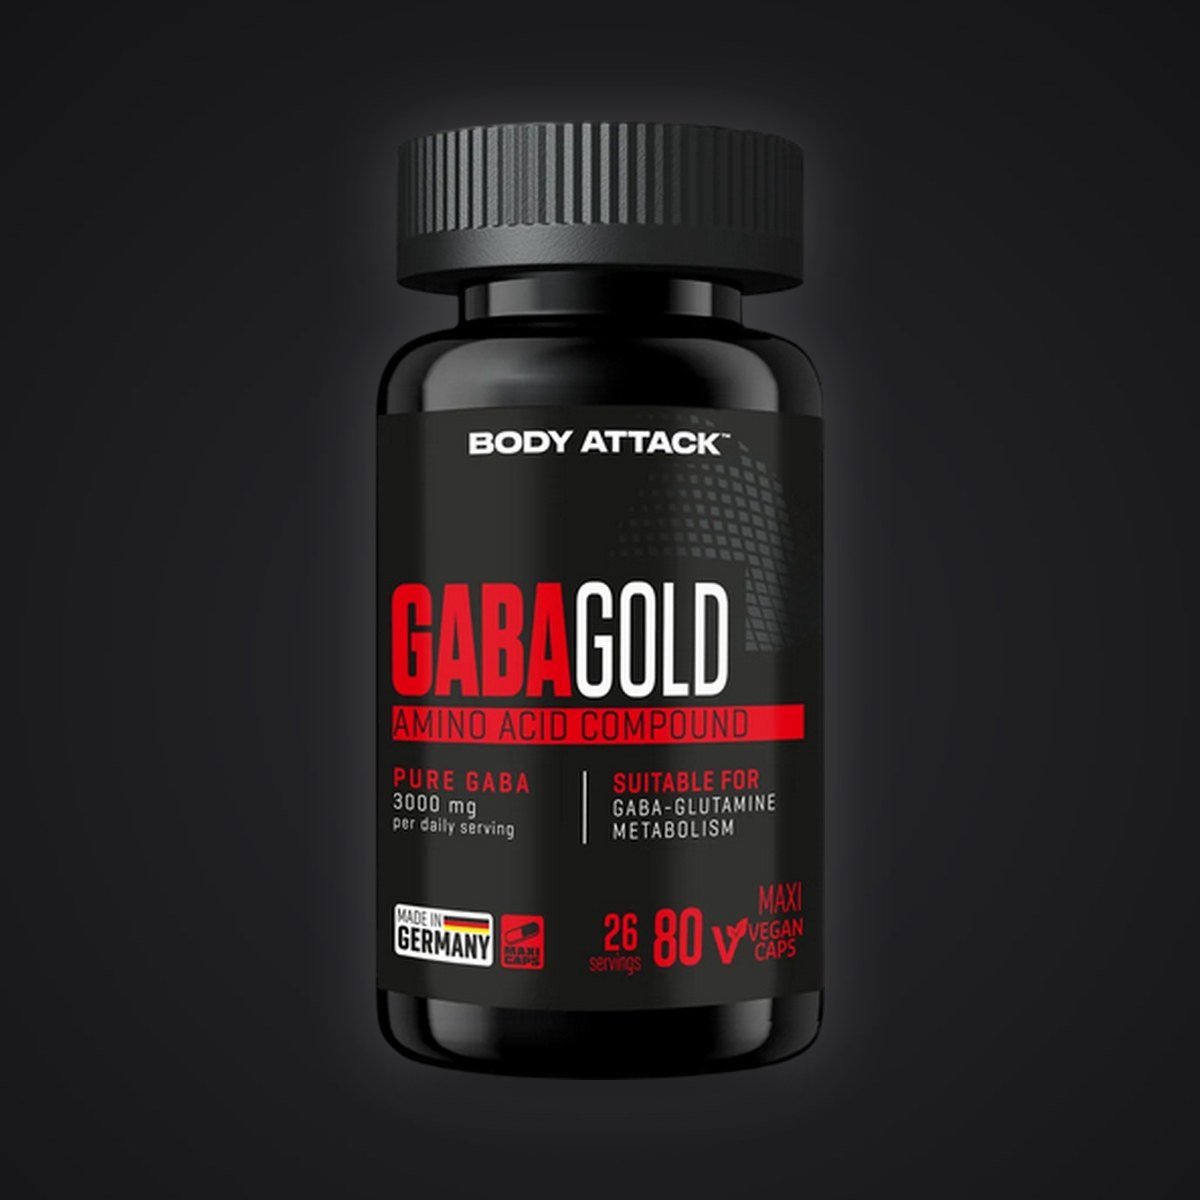 BODY ATTACK™
GABAGOLD
AMINO ACID COMPOUND
PURE GABA
3000 mg
per daily serving
SUITABLE FOR
GABA-GLUTAMINE
METABOLISM
MADE IN
GERMANY
MAXI
CAPS
26
servings
80
MAXI
VEGAN
CAPS